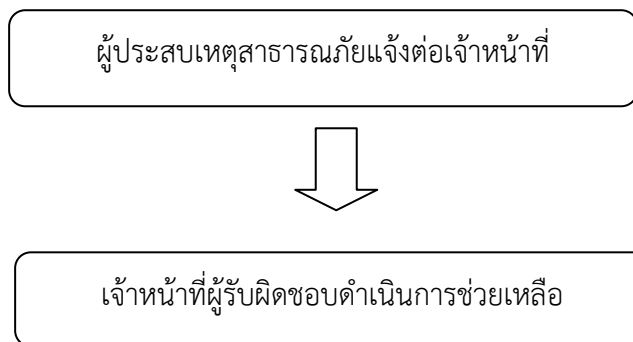 ผู้ประสบเหตุสาธารณภัยแจ้งต่อเจ้าหน้าที่
เจ้าหน้าที่ผู้รับผิดชอบดำเนินการช่วยเหลือ